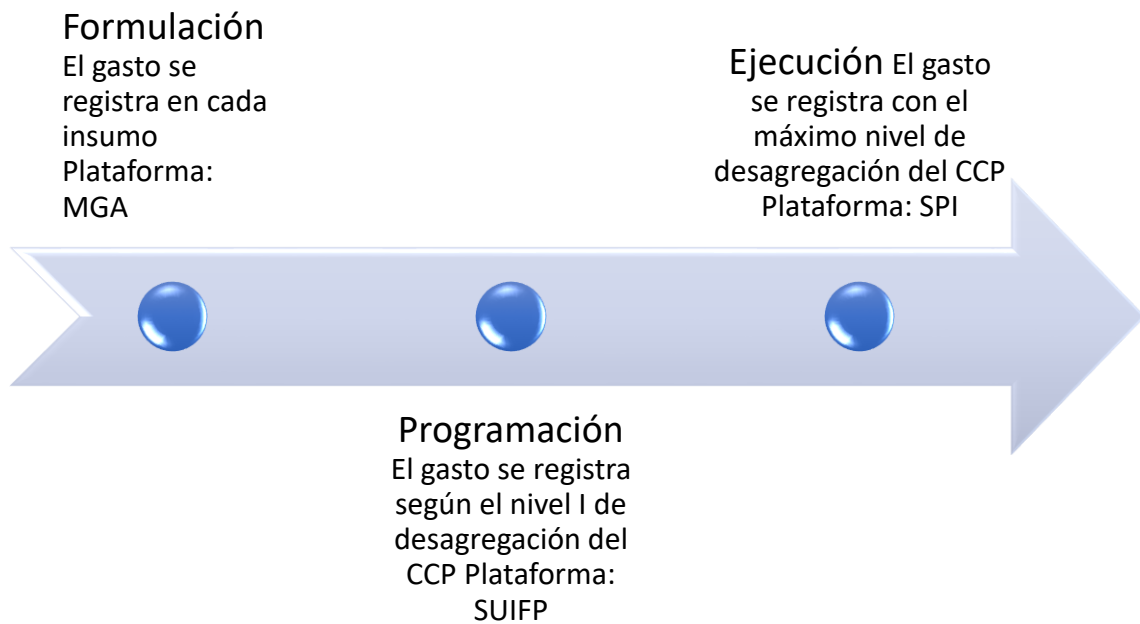 Formulación
El gasto se
registra en cada
insumo
Plataforma:
MGA
Programación
El gasto se registra
según el nivel I de
desagregación del
CCP Plataforma:
SUIFP
Ejecución El gasto
se registra con el
máximo nivel de
desagregación del CCP
Plataforma: SPI